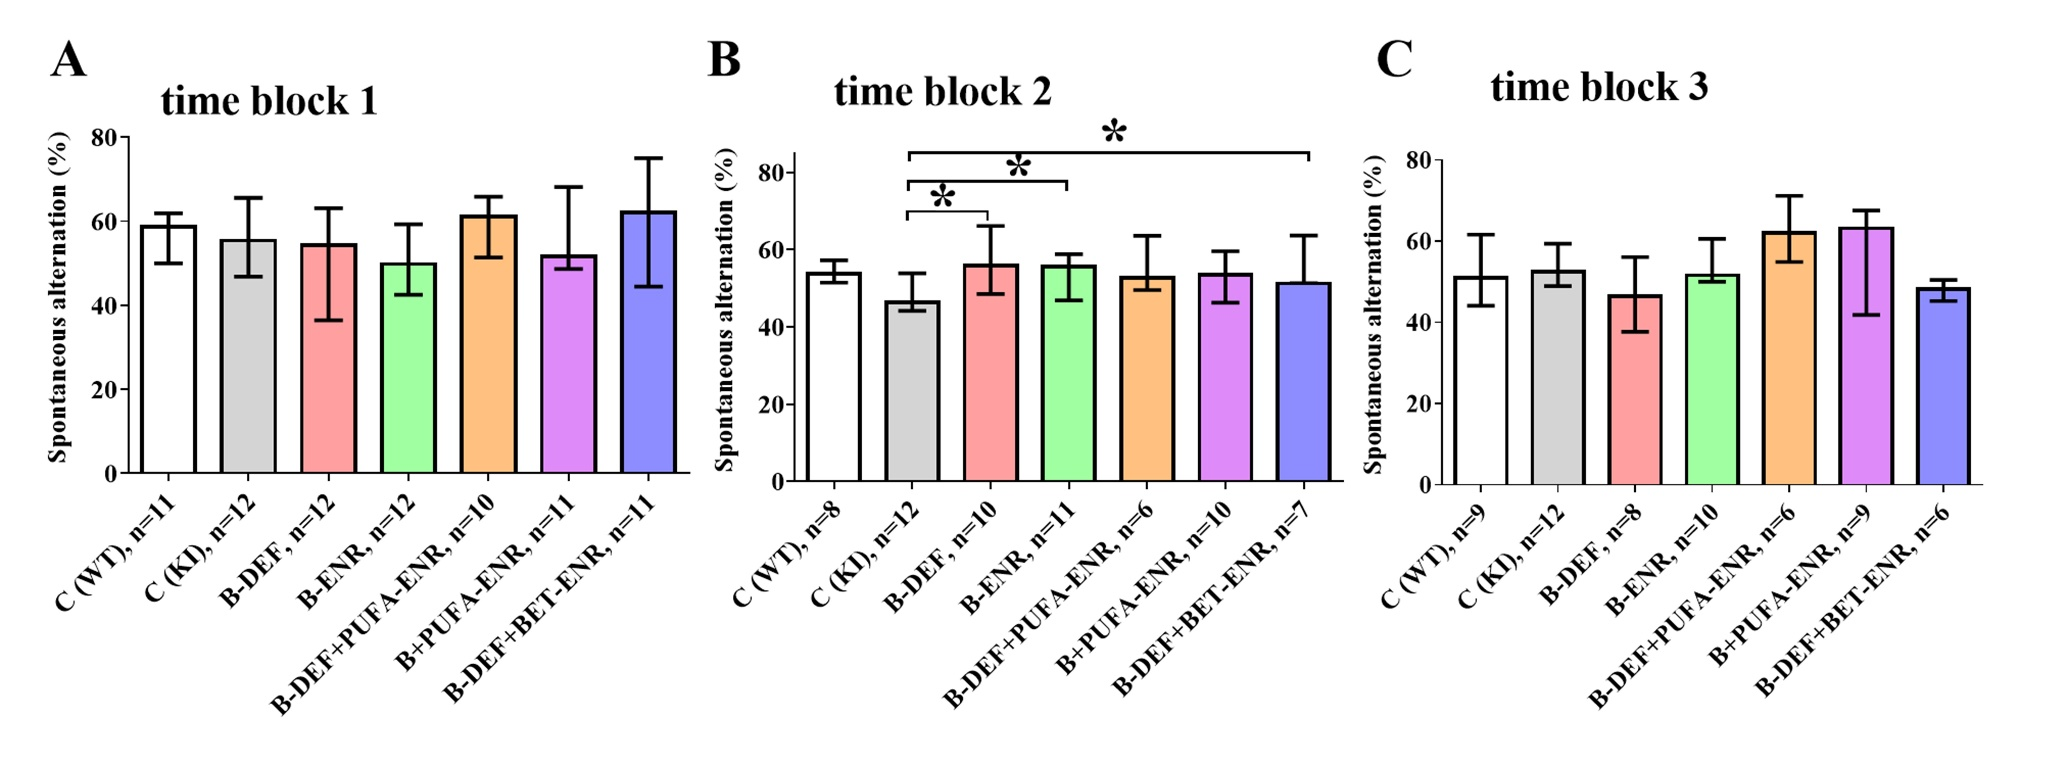 A
time block 1
Spontaneous alternation (%)
80
60
40
20
0
C (WT), n=11
C (KI), n=12
B-DEF, n=12
B-ENR, n=12
B-DEF+PUFA-ENR, n=10
B+PUFA-ENR, n=11
B-DEF+BET-ENR, n=11
B
time block 2
Spontaneous alternation (%)
80
60
40
20
0
*
*
*
C (WT), n=8
C (KI), n=12
B-DEF, n=10
B-ENR, n=11
B-DEF+PUFA-ENR, n=6
B+PUFA-ENR, n=10
B-DEF+BET-ENR, n=7
C
time block 3
Spontaneous alternation (%)
80
60
40
20
0
C (WT), n=9
C (KI), n=12
B-DEF, n=8
B-ENR, n=10
B-DEF+PUFA-ENR, n=6
B+PUFA-ENR, n=9
B-DEF+BET-ENR, n=6